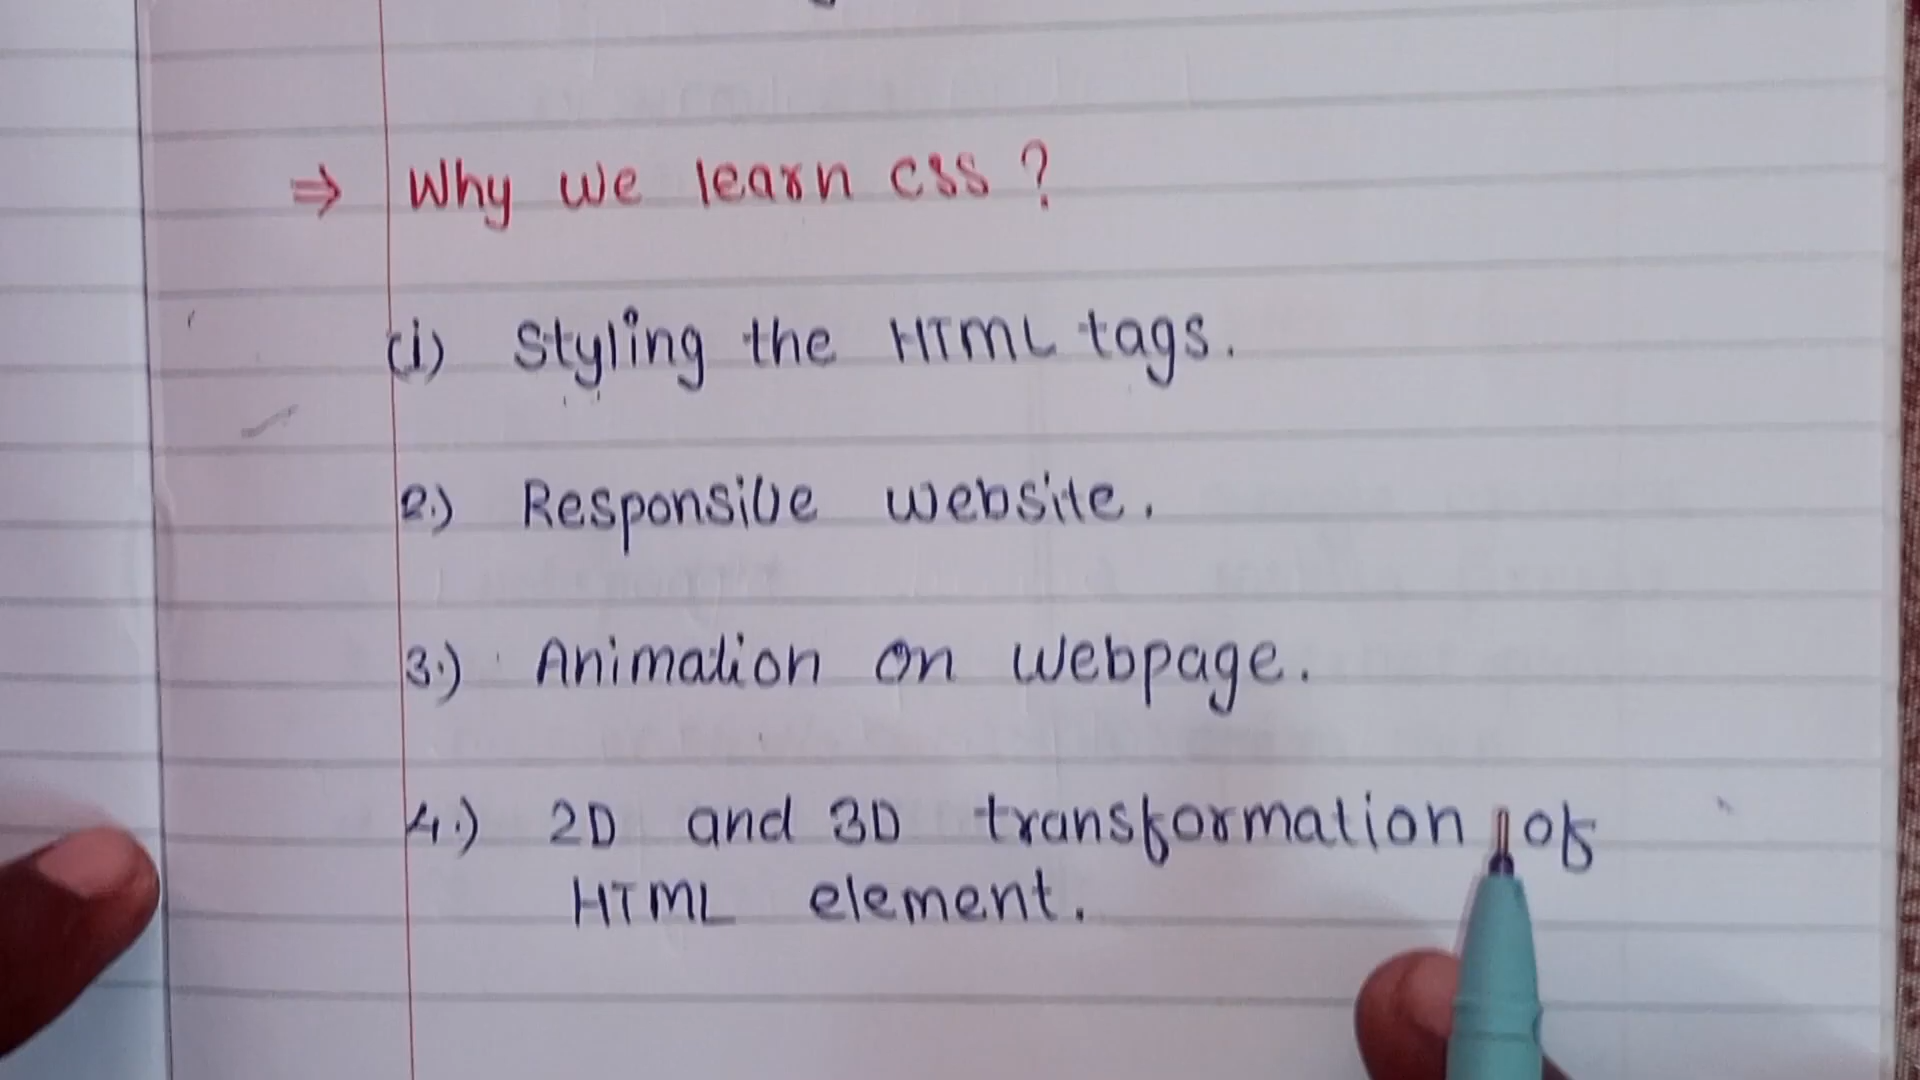 ⇒ Why we learn css ?
(i) Styling the HTML tags.
2.) Responsive website.
3.) Animation on webpage.
4.) 2D and 3D transformation of
HTML element.